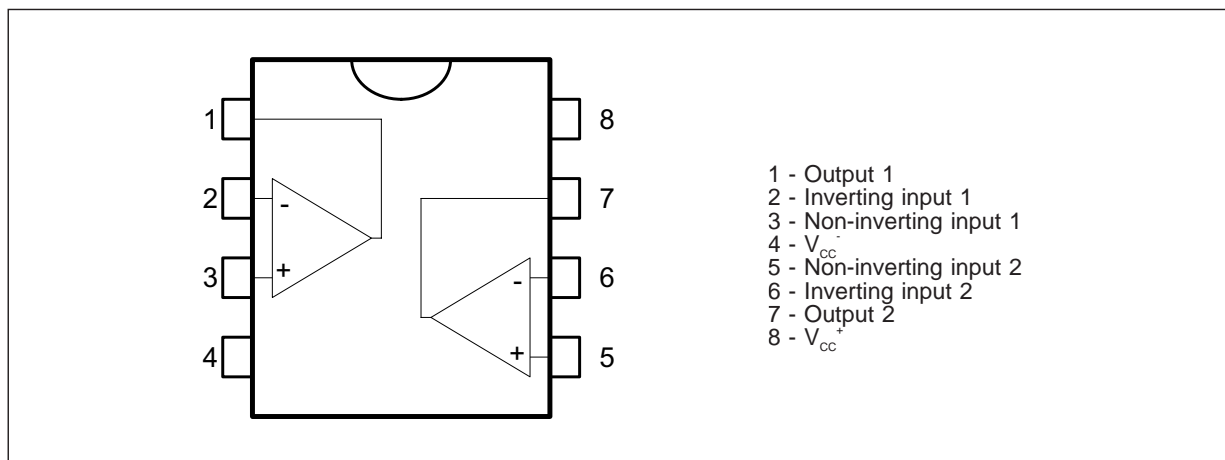 1
2
3
4
8
7
6
5
-
+
-
+
1 - Output 1
2 - Inverting input 1
3 - Non-inverting input 1
4 - Vcc-
5 - Non-inverting input 2
6 - Inverting input 2
7 - Output 2
8 - Vcc+